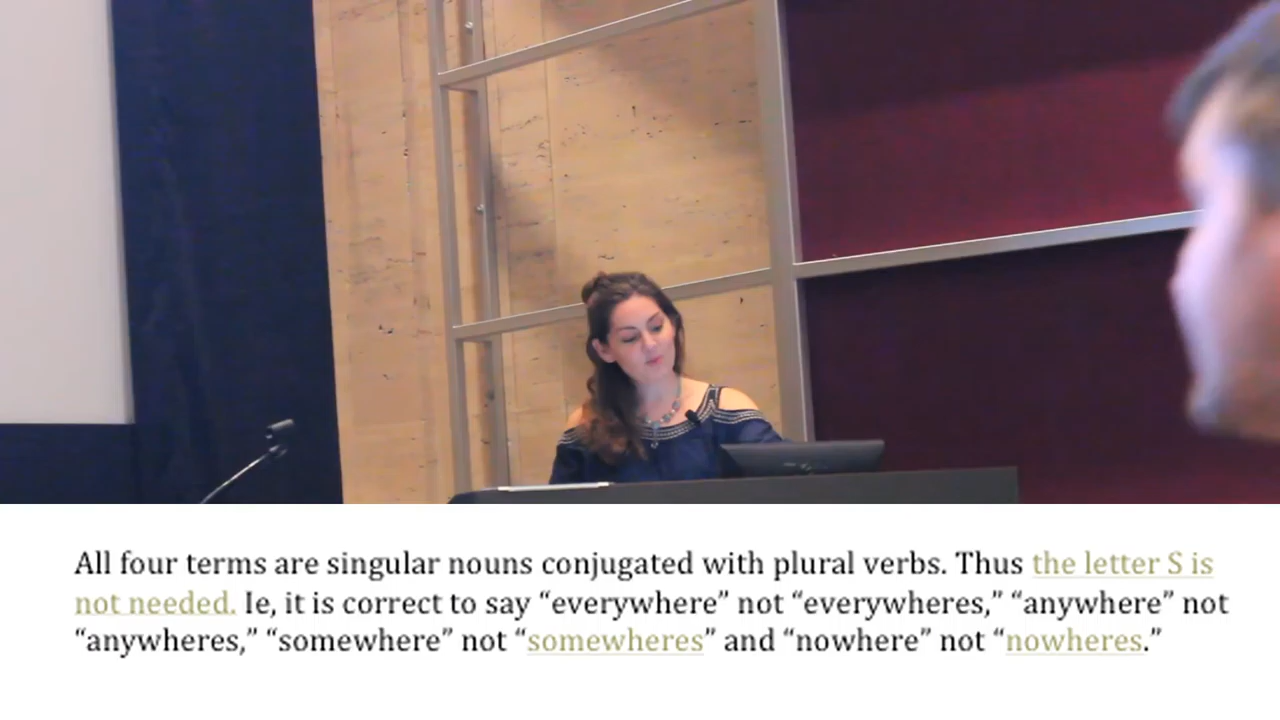 All four terms are singular nouns conjugated with plural verbs. Thus the letter S is
not needed. Ie, it is correct to say “everywhere” not “everywheres,” “anywhere” not
“anywheres,” “somewhere” not “somewheres” and “nowhere” not “nowheres.”